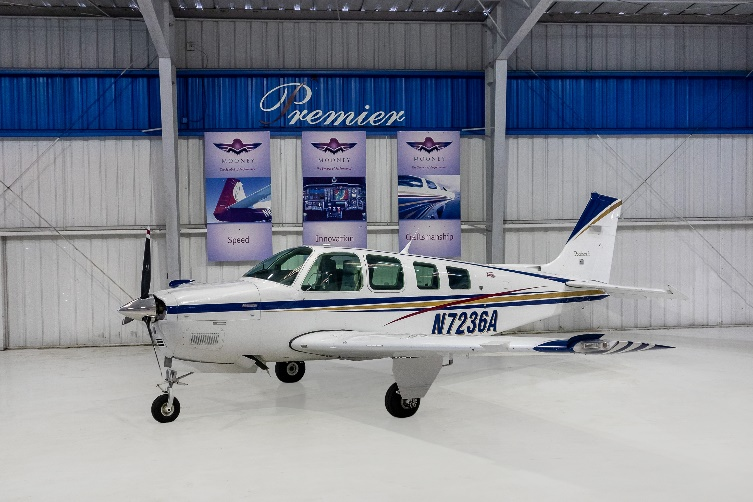 Premier
MOONEY
MOONEY
MOONEY
Speed
Innovation
Craftsmanship
N7236A